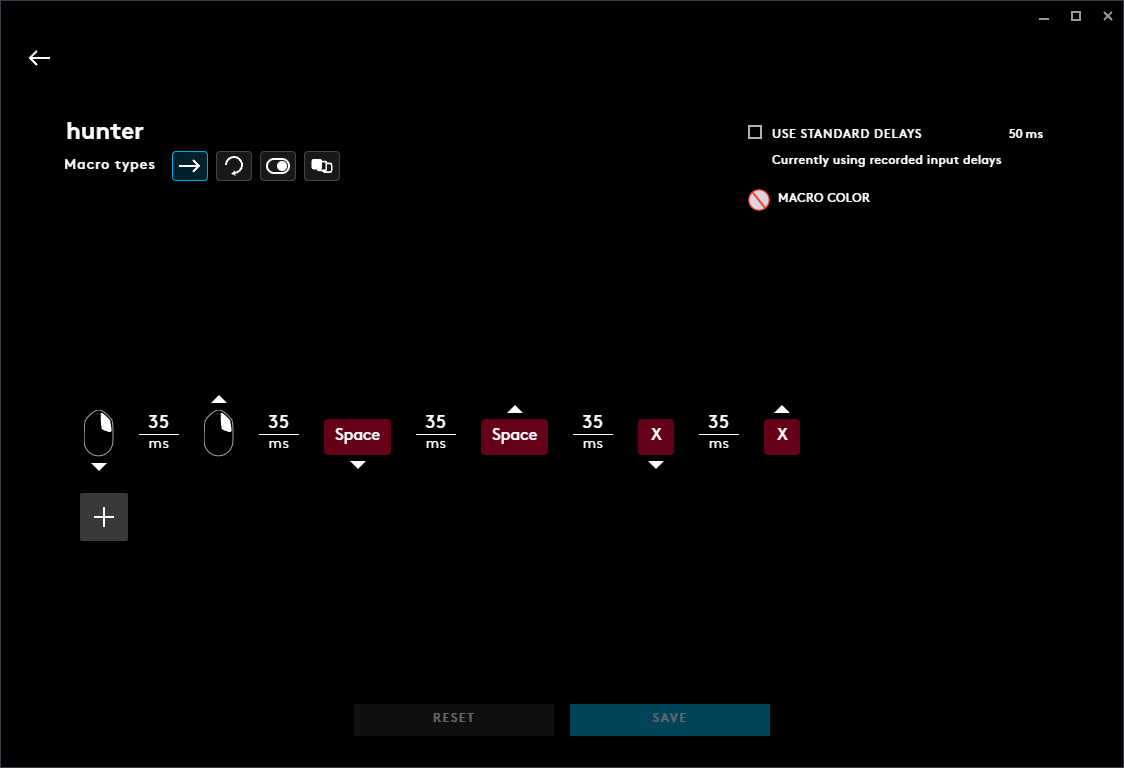 hunter
Macro types
USE STANDARD DELAYS 50 ms
Currently using recorded input delays
MACRO COLOR
35 35 35 35 35
ms ms Space ms Space ms X ms X
RESET SAVE